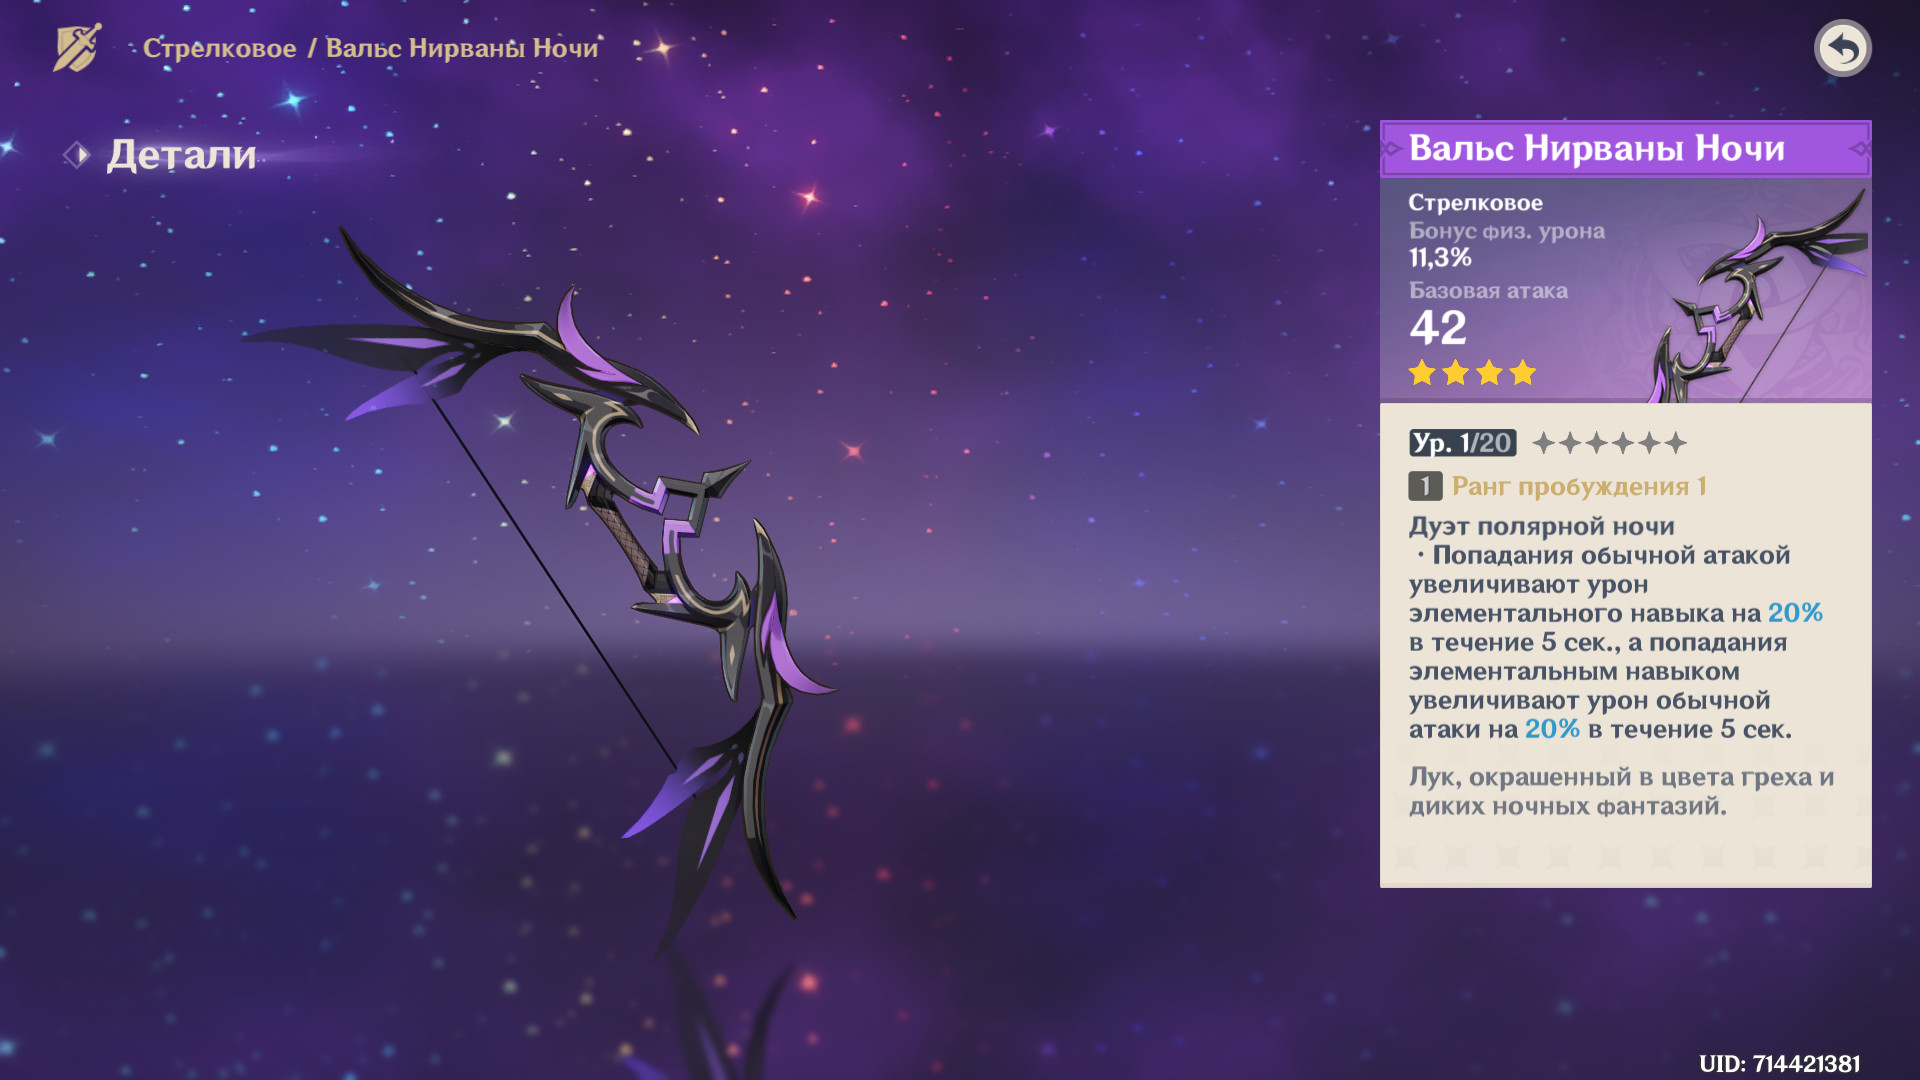 Стрелковое / Вальс Нирваны Ночи
Детали
Вальс Нирваны Ночи
Стрелковое
Бонус физ. урона
11,3%
Базовая атака
42
Ур. 1/20
1 Ранг пробуждения 1
Дуэт полярной ночи
· Попадания обычной атакой
увеличивают урон
элементального навыка на 20%
в течение 5 сек., а попадания
элементальным навыком
увеличивают урон обычной
атаки на 20% в течение 5 сек.
Лук, окрашенный в цвета греха и
диких ночных фантазий.
UID: 714421381